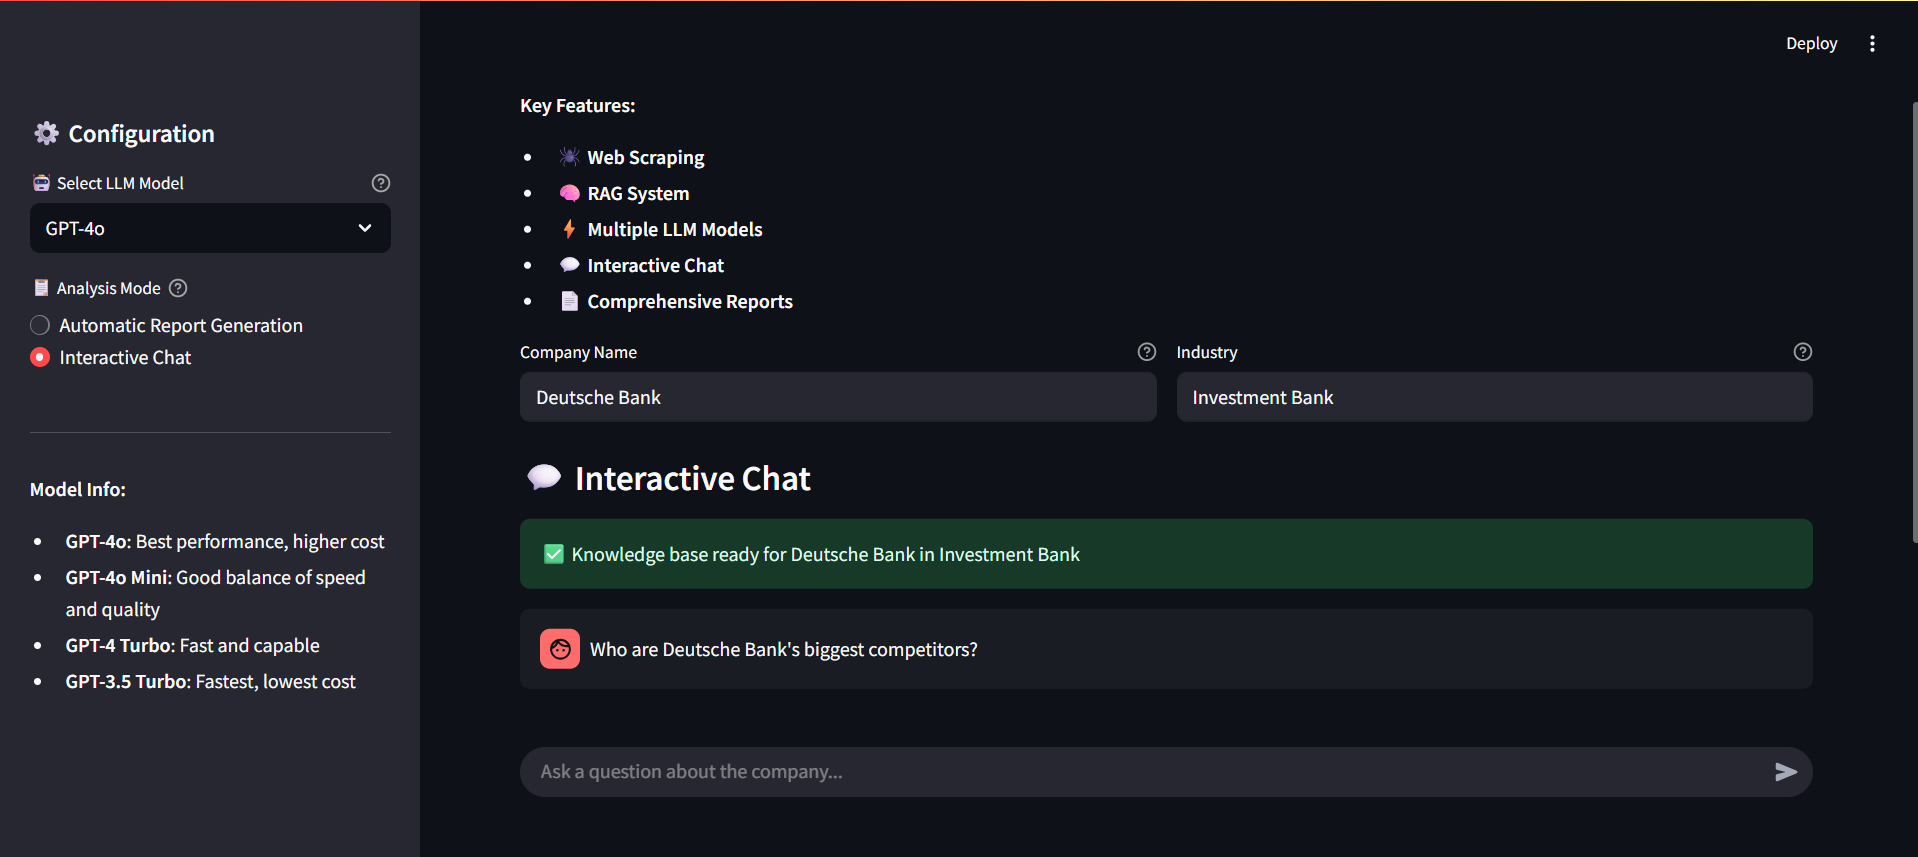 Deploy
⚙️ Configuration
🤖 Select LLM Model
GPT-4o
📋 Analysis Mode
Automatic Report Generation
Interactive Chat
Model Info:
• GPT-4o: Best performance, higher cost
• GPT-4o Mini: Good balance of speed
and quality
• GPT-4 Turbo: Fast and capable
• GPT-3.5 Turbo: Fastest, lowest cost
Key Features:
• 🕷️ Web Scraping
• 🧠 RAG System
• ⚡ Multiple LLM Models
• 💬 Interactive Chat
• 📄 Comprehensive Reports
Company Name
Deutsche Bank
Industry
Investment Bank
💬 Interactive Chat
✅ Knowledge base ready for Deutsche Bank in Investment Bank
Who are Deutsche Bank's biggest competitors?
Ask a question about the company...